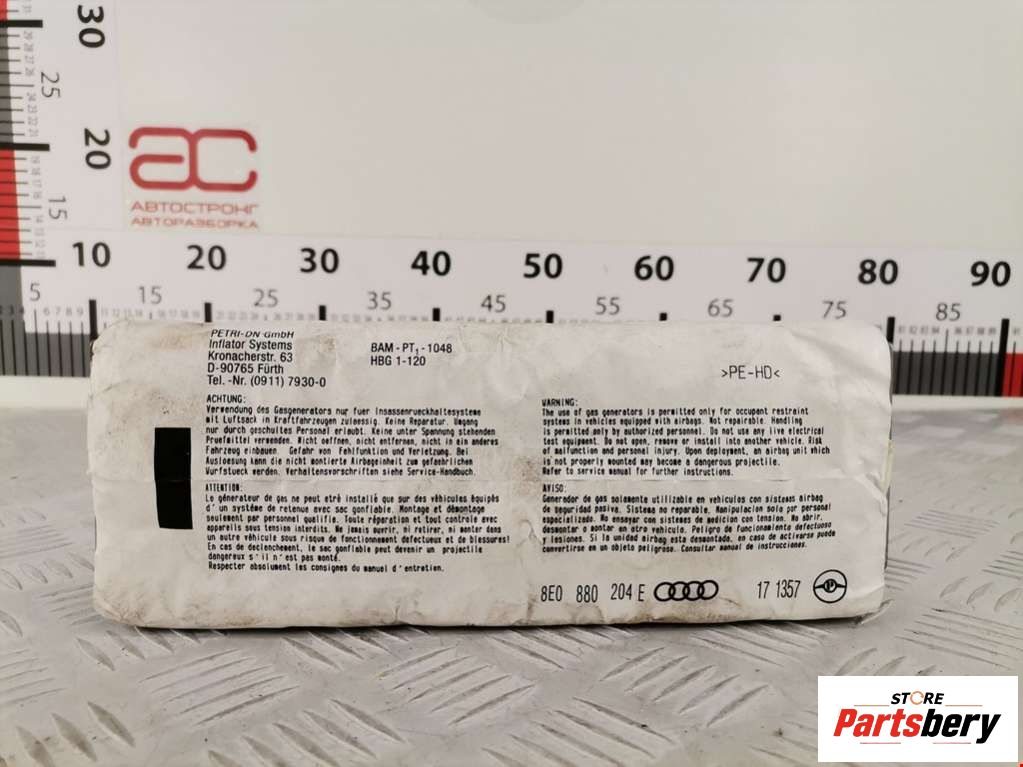 30
25
20
15
АВТОСТРОНГ
АВТОРАЗБОРКА
10 20 30 40 50 60 70 80 90
5 15 25 35 45 55 65 75 85
PETRI-DN GmbH
Inflator Systems
Kronacherstr. 63
D-90765 Fürth
Tel. -Nr. (0911) 7930-0
BAM - PT₁ - 1048
HBG 1-120
>PE-HD<
ACHTUNG:
Verwendung des Gasgenerators nur fuer Insassenrueckhaltesysteme
mit Luftsack in Kraftfahrzeugen zulaessig. Keine Reparatur. Umgang
nur durch geschultes Personal erlaubt. Keine unter Spannung stehenden
Pruefmittel verwenden. Nicht oeffnen, nicht entfernen, nicht in ein anderes
Fahrzeug einbauen. Gefahr von Fehlfunktion und Verletzung. Bei
Ausloesung kann die nicht montierte Airbageinheit zum gefaehrlichen
Wurfstueck werden. Verhaltensvorschriften siehe Service-Handbuch.
ATTENTION:
Le générateur de gaz ne peut etré installé que sur des véhicules équipés
d'un systéme de retenue avec sac gonflable. Montage et démontage
seulement par personnel qualifie. Toute réparation et tout controle avec
appareils sous tension interdits. Ne jamais ouvrir, ni retirer, ni monter dans
un autre véhicule sous risque de fonctionnement défectueux et de blessures!
En cas de declenchement, le sac gonflable peut devenir un projectile
dangereux s'il n'est pas monté.
Respecter absolument les consignes du manuel d'entretien.
WARNING:
The use of gas generators is permitted only for occupant restraint
systems in vehicles equipped with airbags. Not repairable. Handling
is permitted only by authorized personnel. Do not use any live electrical
test equipment. Do not open, remove or install into another vehicle. Risk
of malfunction and personal injury. Upon deployment, an airbag unit which
is not properly mounted may become a dangerous projectile.
Refer to service manual for further instructions.
AVISO:
Generador de gas solamente utilizable en vehiculos con sistemas airbag
de seguridad pasiva. Sistema no reparable. Manipulacion solo por personal
especializado. No ensayar con sistemas de medicion con tension. No abrir,
desmontar o montar en otro vehiculo. Peligro de funcionamiento defectuoso
y lesiones. Si la unidad airbag esta desmontada, en caso de activarse puede
convertirse en un objeto peligroso. Consultar manual de instrucciones.
8E0 880 204 E 17 1357 P
STORE
Partsbery